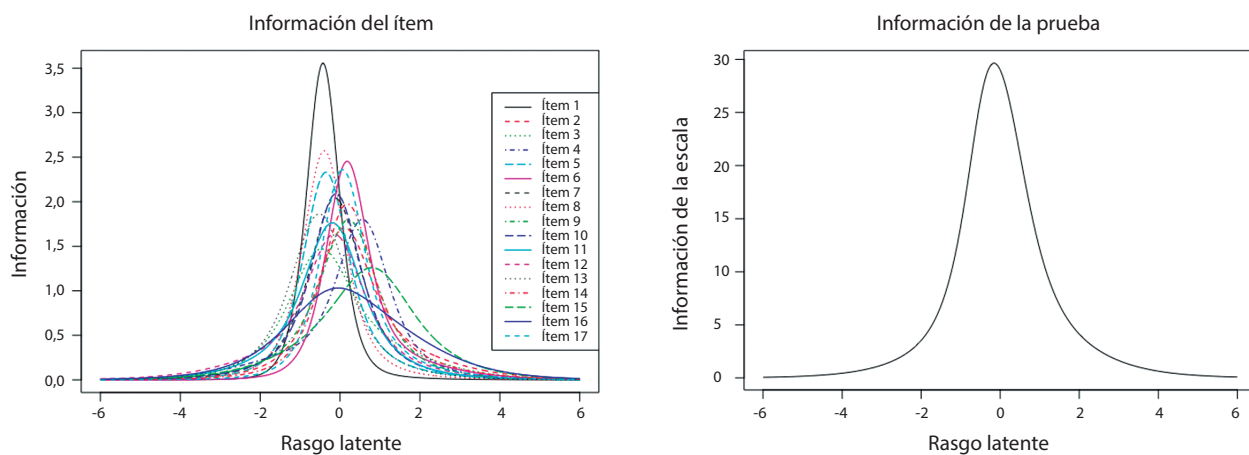 Información del ítem
Información
3,5
3,0
2,5
2,0
1,5
1,0
0,5
0,0
-6 -4 -2 0 2 4 6
Rasgo latente
Ítem 1
Ítem 2
Ítem 3
Ítem 4
Ítem 5
Ítem 6
Ítem 7
Ítem 8
Ítem 9
Ítem 10
Ítem 11
Ítem 12
Ítem 13
Ítem 14
Ítem 15
Ítem 16
Ítem 17
Información de la prueba
Información de la escala
30
25
20
15
10
5
0
-6 -4 -2 0 2 4 6
Rasgo latente